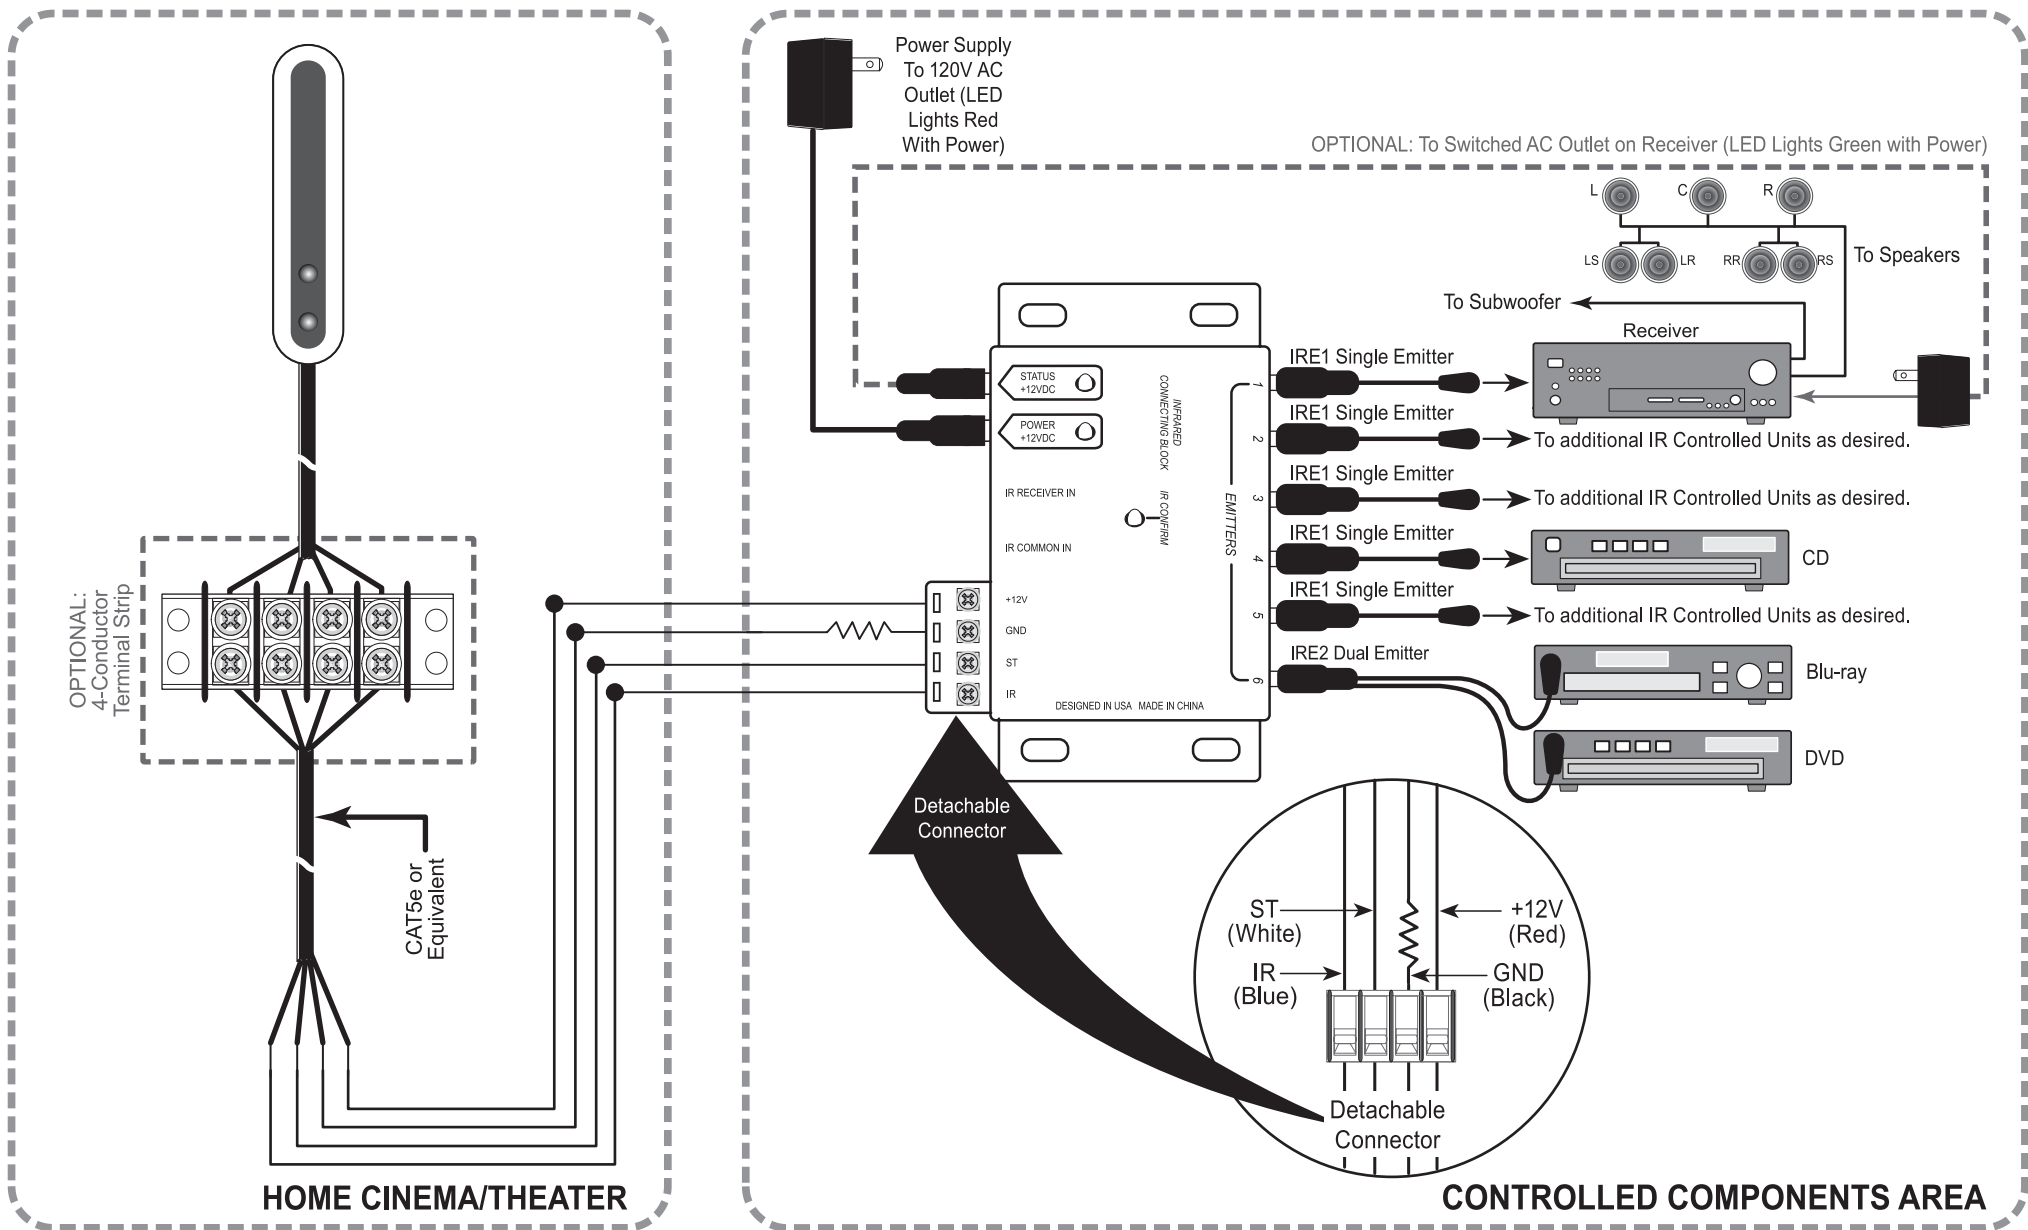 OPTIONAL:
4-Conductor
Terminal Strip
CAT5e or
Equivalent
HOME CINEMA/THEATER
Power Supply
To 120V AC
Outlet (LED
Lights Red
With Power)
OPTIONAL: To Switched AC Outlet on Receiver (LED Lights Green with Power)
L
C
R
LS
LR
RR
RS
To Speakers
To Subwoofer
Receiver
STATUS
+12VDC
POWER
+12VDC
INFRARED
CONNECTING BLOCK
IR CONFIRM
IR RECEIVER IN
IR COMMON IN
+12V
GND
ST
IR
DESIGNED IN USA MADE IN CHINA
EMITTERS
1
2
3
4
5
6
IRE1 Single Emitter
IRE1 Single Emitter
To additional IR Controlled Units as desired.
IRE1 Single Emitter
To additional IR Controlled Units as desired.
IRE1 Single Emitter
CD
IRE1 Single Emitter
To additional IR Controlled Units as desired.
IRE2 Dual Emitter
Blu-ray
DVD
Detachable
Connector
ST
(White)
IR
(Blue)
+12V
(Red)
GND
(Black)
Detachable
Connector
CONTROLLED COMPONENTS AREA